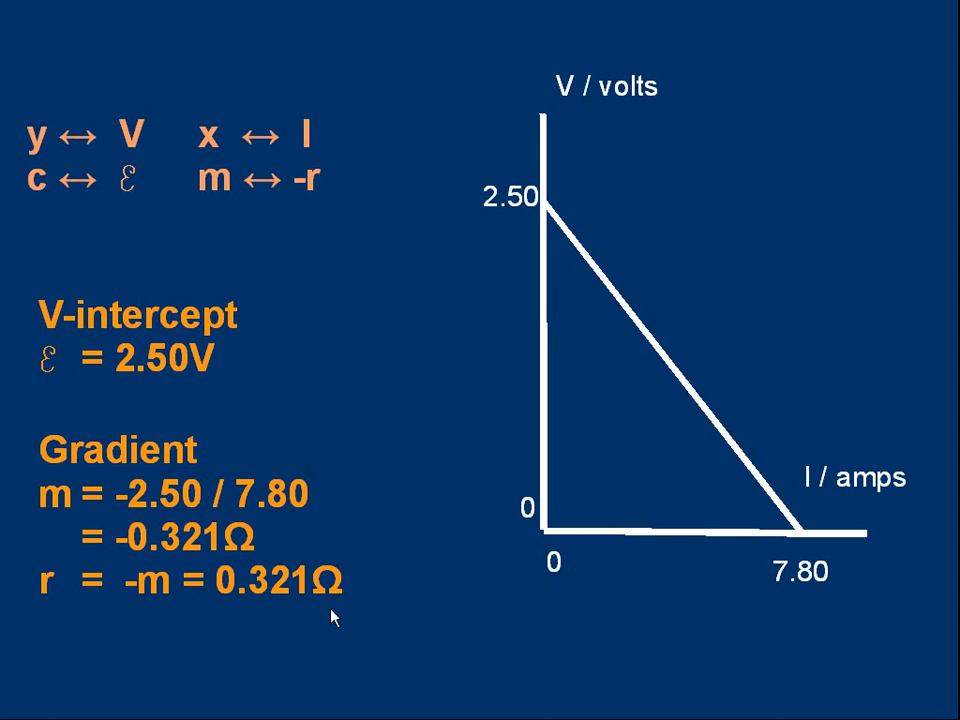 y ↔ V x ↔ I
c ↔ ℰ m ↔ -r
V-intercept
ℰ = 2.50V
Gradient
m = -2.50 / 7.80
= -0.321Ω
r = -m = 0.321Ω
V / volts
2.50
0
0
I / amps
7.80